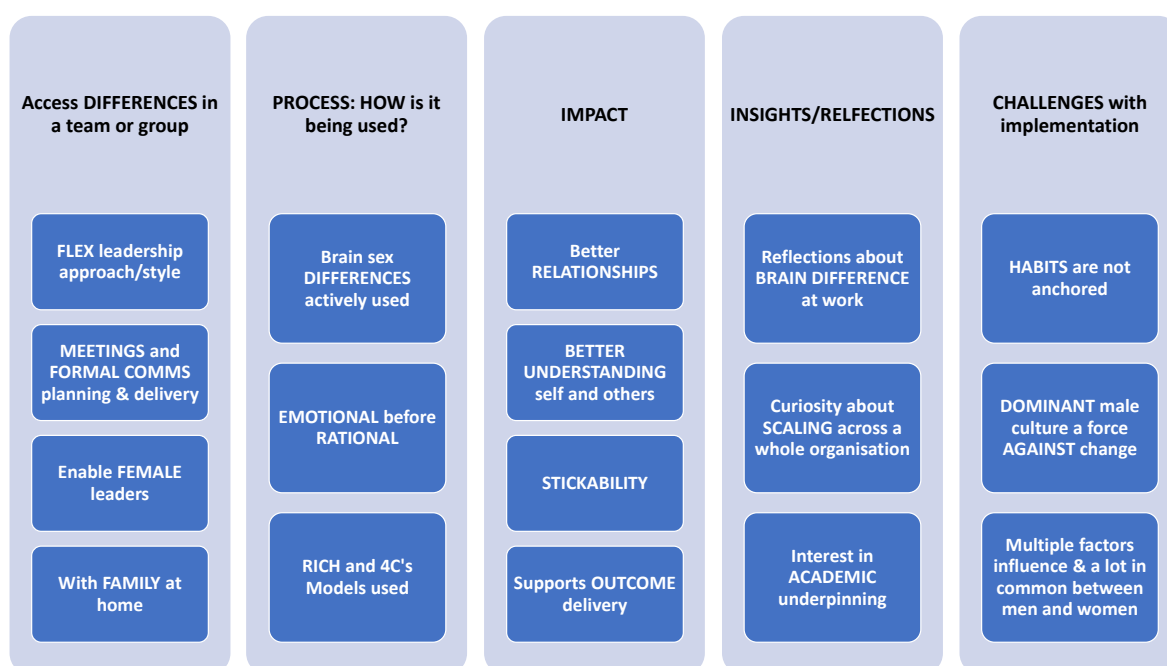 Access DIFFERENCES in
a team or group
FLEX leadership
approach/style
MEETINGS and
FORMAL COMMS
planning & delivery
Enable FEMALE
leaders
With FAMILY at
home
PROCESS: HOW is it
being used?
Brain sex
DIFFERENCES
actively used
EMOTIONAL before
RATIONAL
RICH and 4C's
Models used
IMPACT
Better
RELATIONSHIPS
BETTER
UNDERSTANDING
self and others
STICKABILITY
Supports OUTCOME
delivery
INSIGHTS/RELFECTIONS
Reflections about
BRAIN DIFFERENCE
at work
Curiosity about
SCALING across a
whole organisation
Interest in
ACADEMIC
underpinning
CHALLENGES with
implementation
HABITS are not
anchored
DOMINANT male
culture a force
AGAINST change
Multiple factors
influence & a lot in
common between
men and women